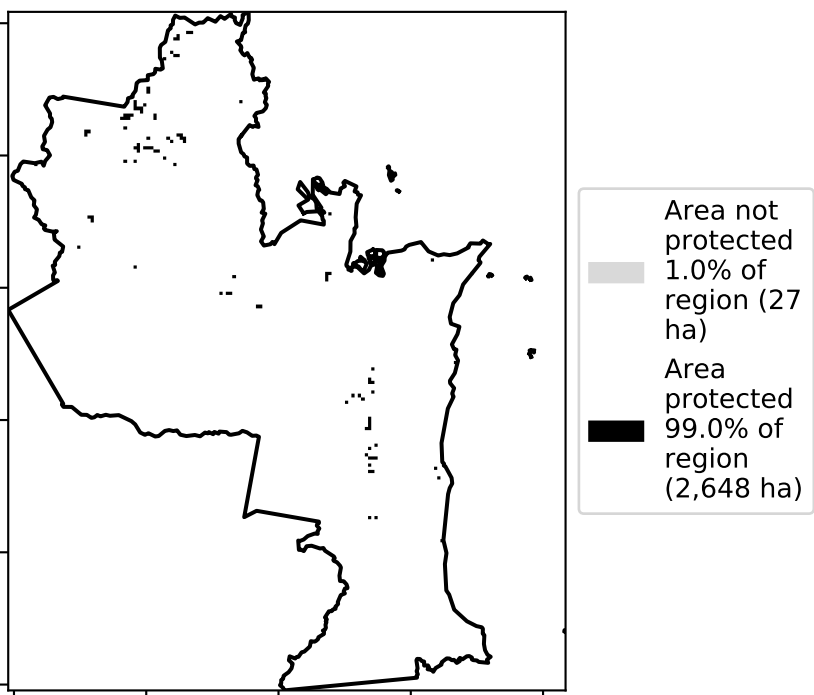 Area not
protected
1.0% of
region (27
ha)
Area
protected
99.0% of
region
(2,648 ha)